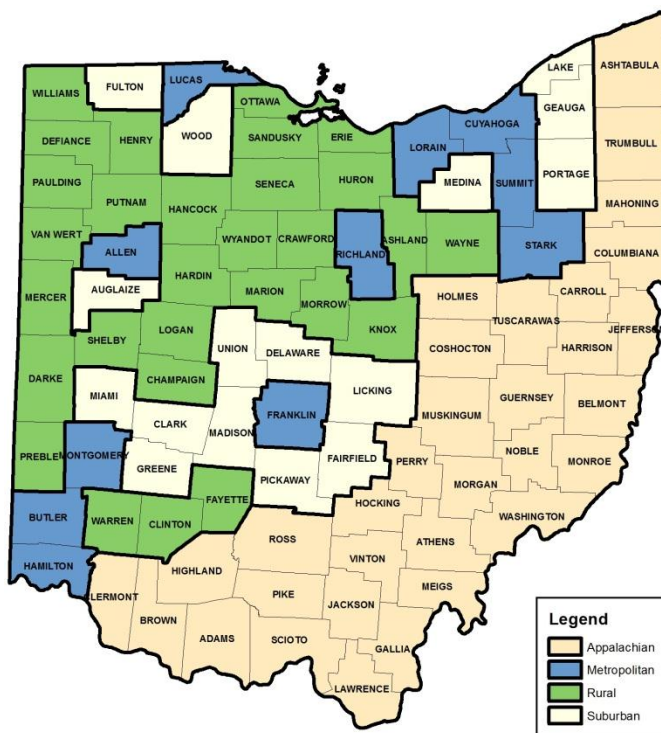 LAKE
ASHTABULA
FULTON
LUCAS
WILLIAMS
GEAUGA
OTTAWA
CUYAHOGA
WOOD
DEFIANCE
HENRY
SANDUSKY
ERIE
LORAIN
TRUMBULL
PORTAGE
SUMMIT
MEDINA
PAULDING
SENECA
HURON
MAHONING
PUTNAM
HANCOCK
VAN WERT
WYANDOT
CRAWFORD
RICHLAND
ASHLAND
WAYNE
STARK
ALLEN
COLUMBIANA
HARDIN
AUGLAIZE
MERCER
MARION
HOLMES
CARROLL
MORROW
TUSCARAWAS
KNOX
JEFFERSON
LOGAN
SHELBY
UNION
DELAWARE
COSHOCTON
HARRISON
DARKE
CHAMPAIGN
LICKING
MIAMI
GUERNSEY
BELMONT
FRANKLIN
MUSKINGUM
CLARK
MADISON
FAIRFIELD
NOBLE
PREBLE
MONTGOMERY
PERRY
MONROE
GREENE
PICKAWAY
MORGAN
FAYETTE
HOCKING
BUTLER
WARREN
CLINTON
WASHINGTON
ROSS
ATHENS
VINTON
HAMILTON
HIGHLAND
MEIGS
CLERMONT
PIKE
JACKSON
BROWN
ADAMS
SCIOTO
GALLIA
LAWRENCE
Legend
Appalachian
Metropolitan
Rural
Suburban